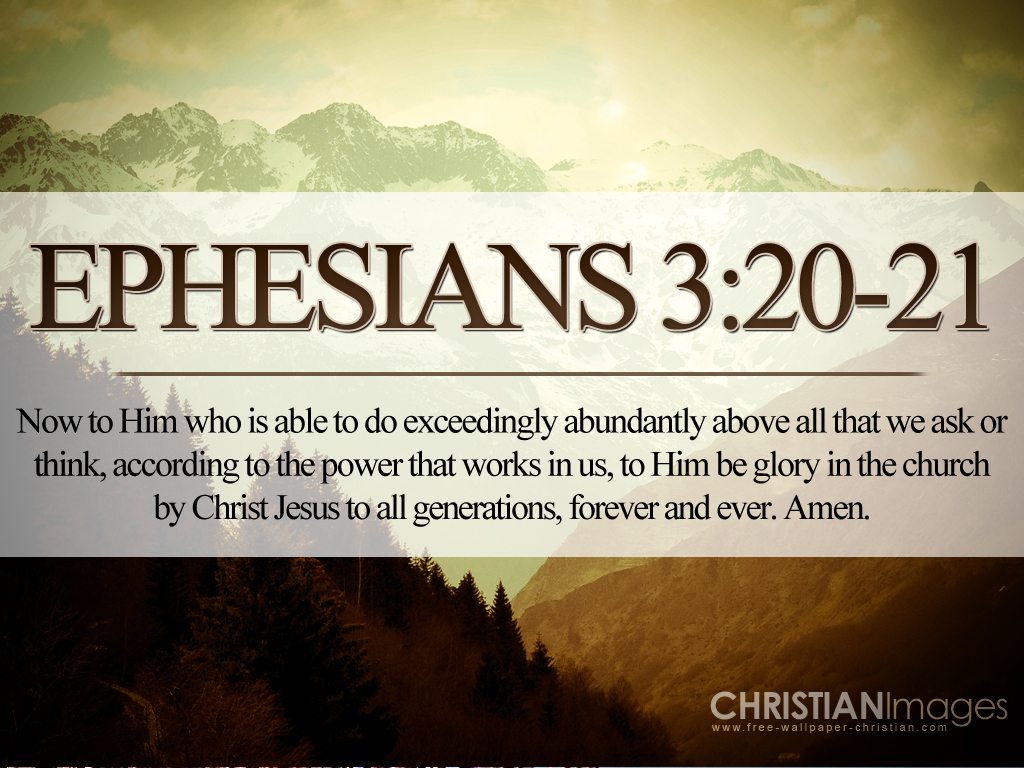 EPHESIANS 3:20-21
Now to Him who is able to do exceedingly abundantly above all that we ask or
think, according to the power that works in us, to Him be glory in the church
by Christ Jesus to all generations, forever and ever. Amen.
CHRISTIANImages
www.free-wallpaper-christian.com